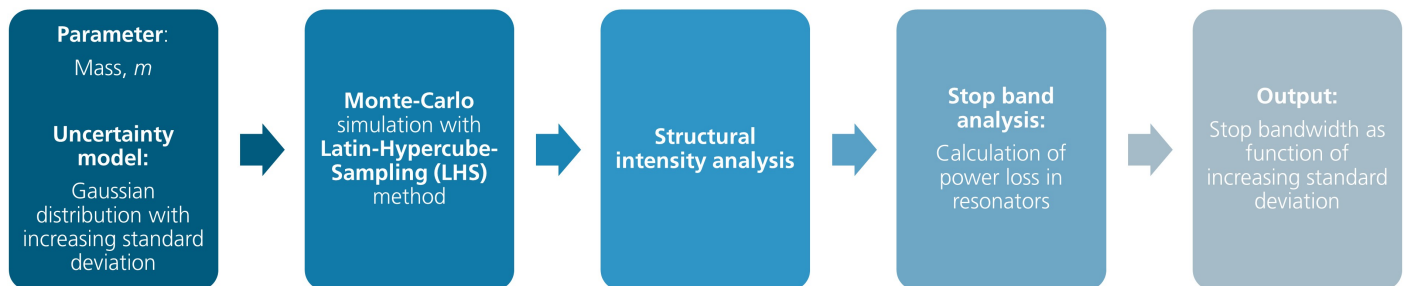 Parameter:
Mass, m
Uncertainty
model:
Gaussian
distribution with
increasing standard
deviation
Monte-Carlo
simulation with
Latin-Hypercube-
Sampling (LHS)
method
Structural
intensity analysis
Stop band
analysis:
Calculation of
power loss in
resonators
Output:
Stop bandwidth as
function of
increasing standard
deviation